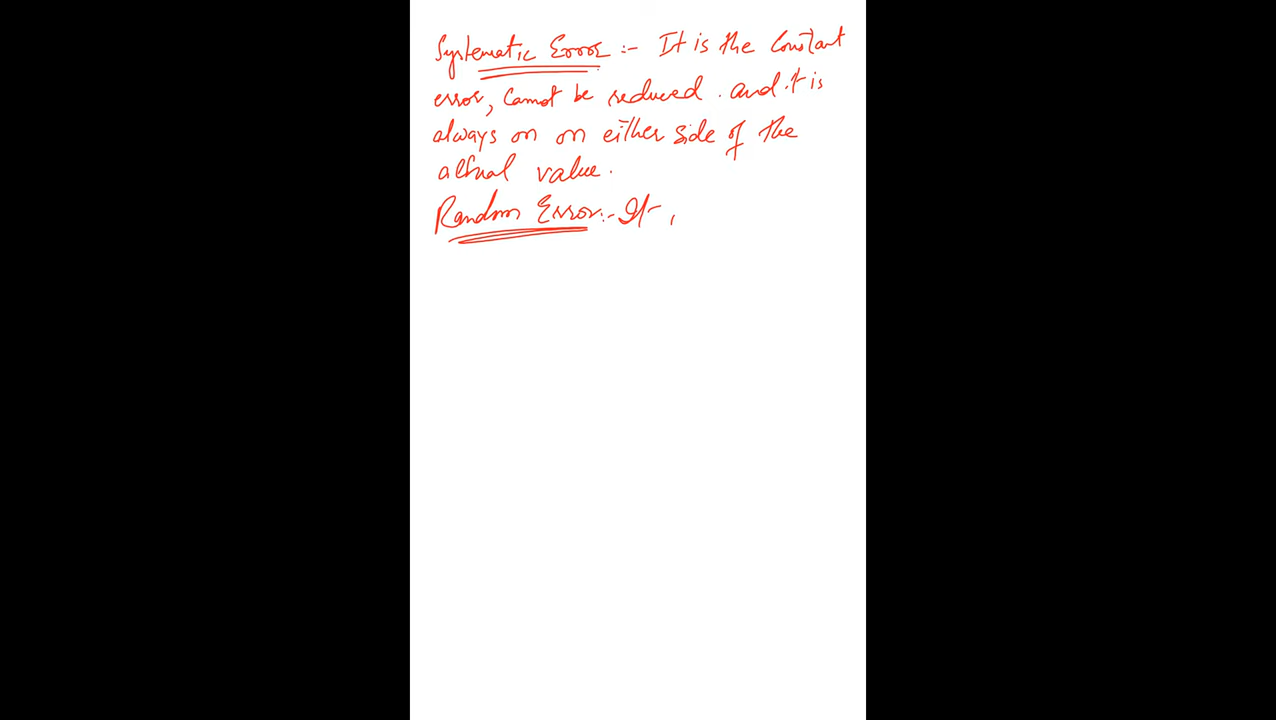 Systematic Error :- It is the Constant
error, Cannot be reduced. and it is
always on on either side of the
actual value.
Random Error:- It